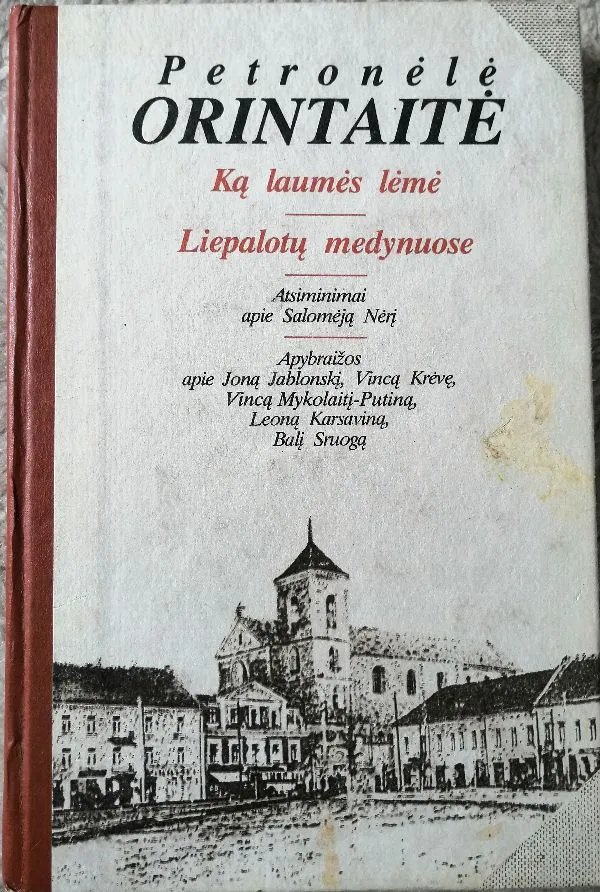 Petronėlė
ORINTAITĖ
Ką laumės lėmė
Liepalotų medynuose
Atsiminimai
apie Salomėją Nėrį
Apybraižos
apie Joną Jablonskį, Vincą Krėvę,
Vincą Mykolaitį-Putiną,
Leoną Karsaviną,
Balį Sruogą